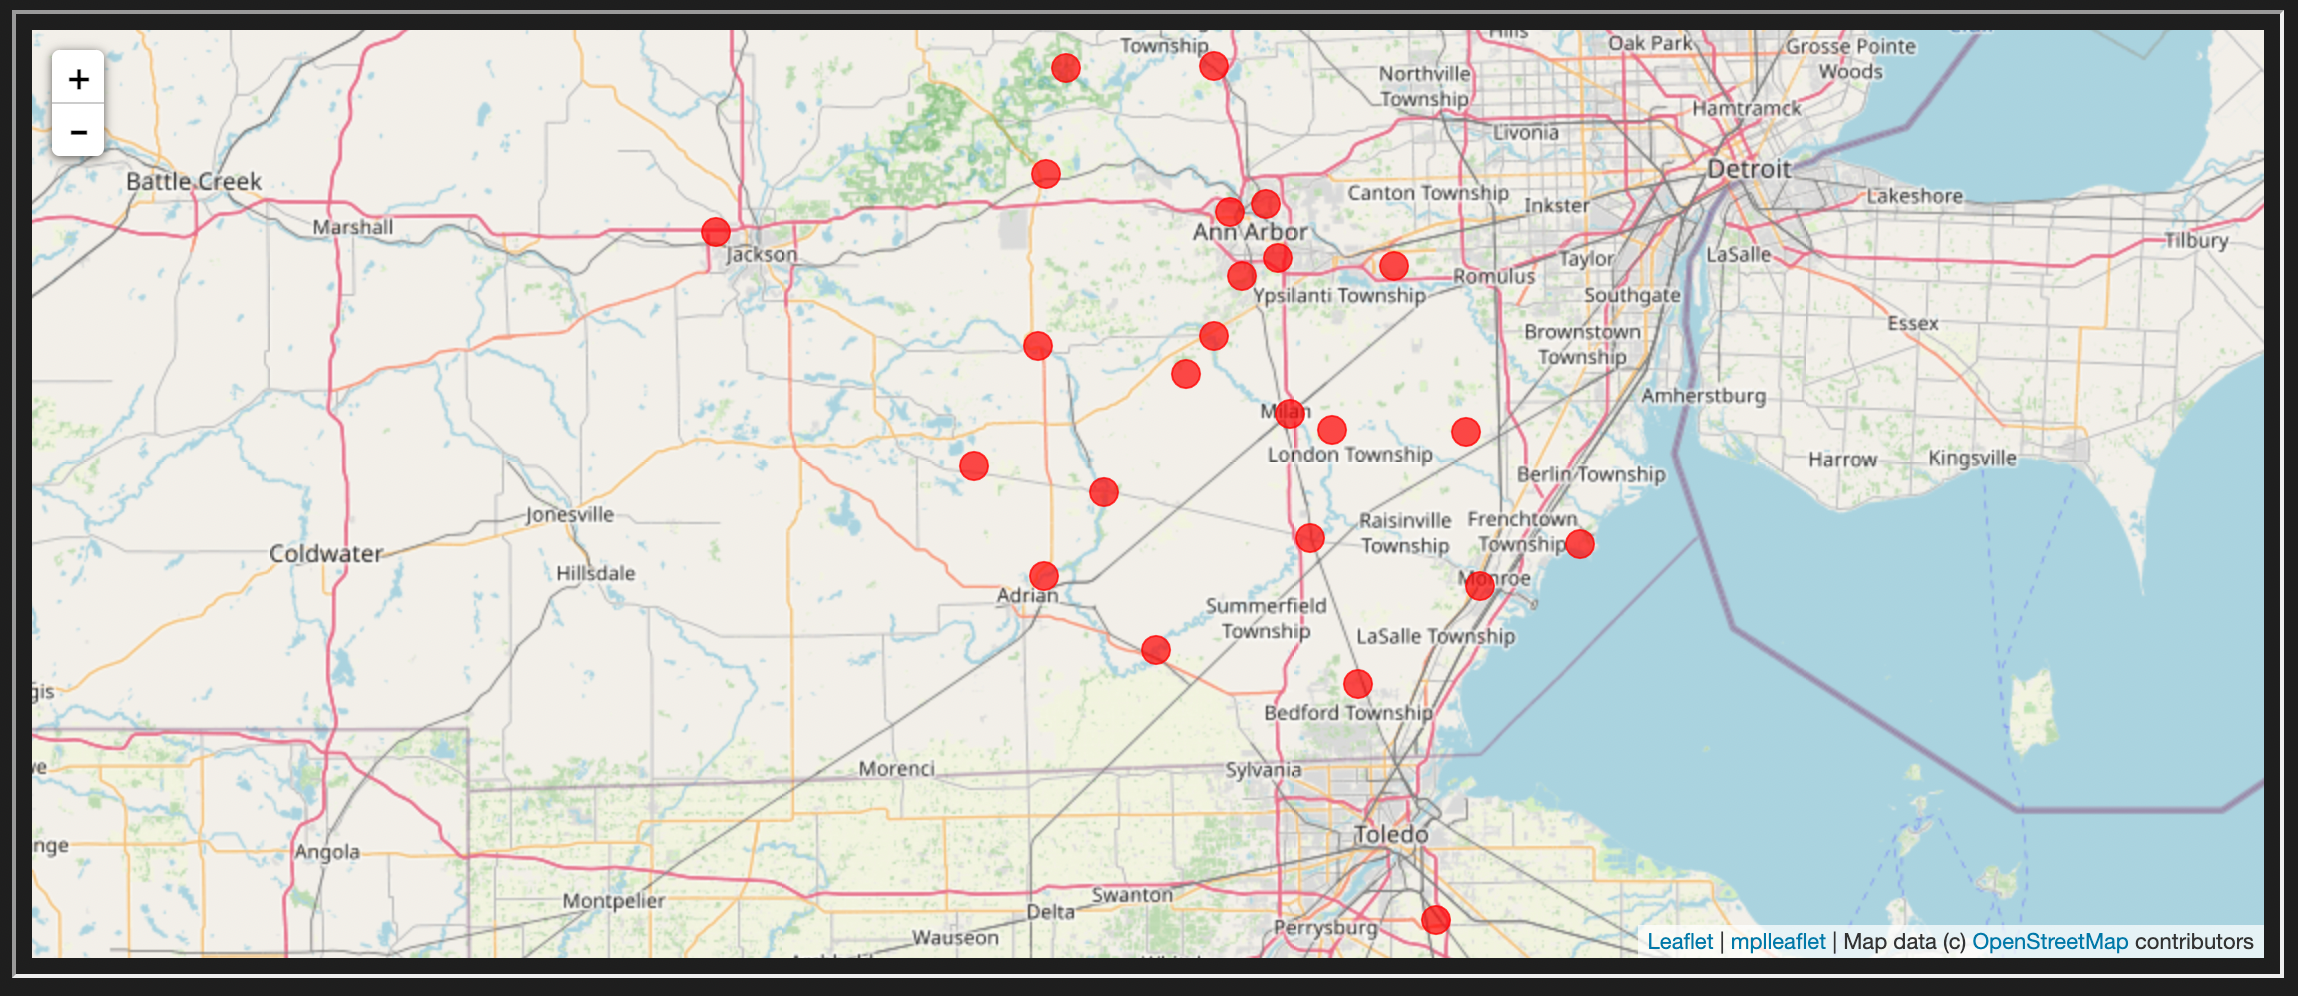 Township
Hills
Oak Park
Grosse Pointe
Woods
+
-
Northville
Township
Hamtramck
Livonia
Detroit
Battle Creek
Canton Township
Inkster
Lakeshore
Marshall
Ann Arbor
Tilbury
Jackson
Taylor
LaSalle
Romulus
Ypsilanti Township
Southgate
Essex
Brownstown
Township
Amherstburg
Milan
London Township
Harrow
Kingsville
Berlin Township
Jonesville
Raisinville
Township
Frenchtown
Township
Coldwater
Hillsdale
Monroe
Adrian
Summerfield
Township
LaSalle Township
gis
Bedford Township
Morenci
Sylvania
Toledo
nge
Angola
Montpelier
Swanton
Delta
Perrysburg
Wauseon
Leaflet | mplleaflet | Map data (c) OpenStreetMap contributors